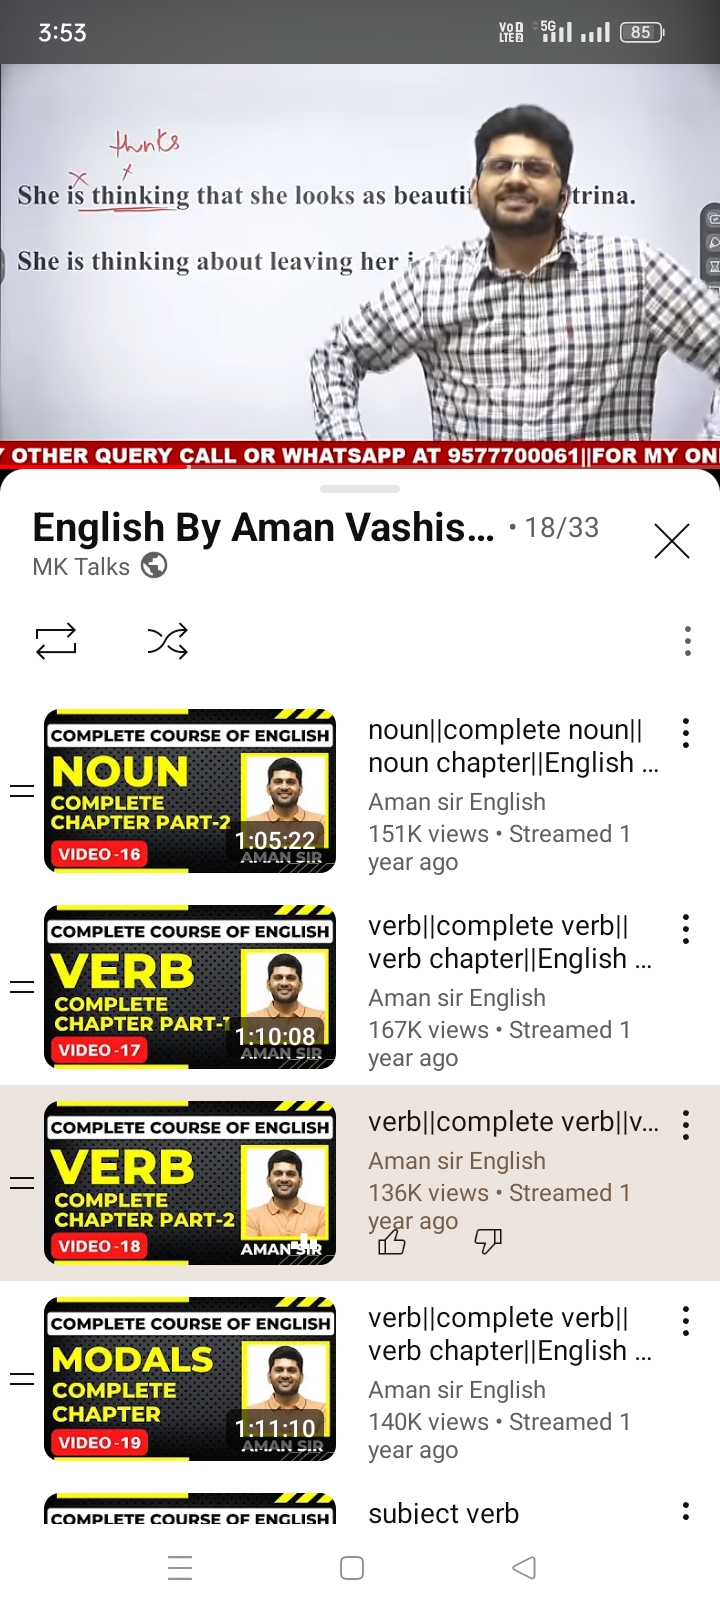 3:53
VoD
LTE2
5G
85
thinks
She is thinking that she looks as beauti trina.
She is thinking about leaving her
OTHER QUERY CALL OR WHATSAPP AT 9577700061||FOR MY ON
English By Aman Vashis... • 18/33
MK Talks
COMPLETE COURSE OF ENGLISH
NOUN
COMPLETE
CHAPTER PART-2
VIDEO -16
1:05:22
AMAN SIR
noun||complete noun||
noun chapter||English ...
Aman sir English
151K views • Streamed 1
year ago
COMPLETE COURSE OF ENGLISH
VERB
COMPLETE
CHAPTER PART-1
VIDEO -17
1:10:08
AMAN SIR
verb||complete verb||
verb chapter||English ...
Aman sir English
167K views • Streamed 1
year ago
COMPLETE COURSE OF ENGLISH
VERB
COMPLETE
CHAPTER PART-2
VIDEO -18
AMAN SIR
verb||complete verb||v...
Aman sir English
136K views • Streamed 1
year ago
COMPLETE COURSE OF ENGLISH
MODALS
COMPLETE
CHAPTER
VIDEO -19
1:11:10
AMAN SIR
verb||complete verb||
verb chapter||English ...
Aman sir English
140K views • Streamed 1
year ago
COMPLETE COURSE OF ENGLISH
subject verb